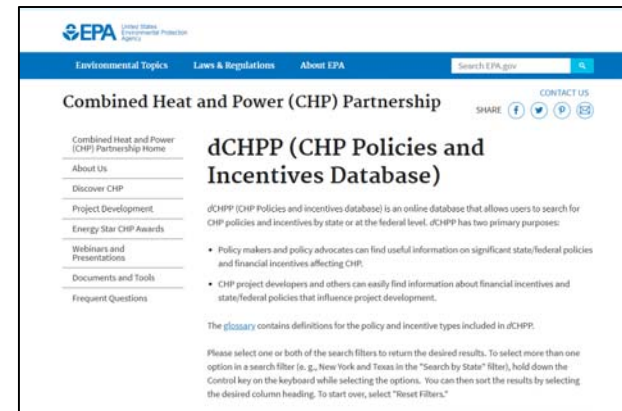 EPA United States
Environmental Protection
Agency
Environmental Topics Laws & Regulations About EPA Search EPA.gov
CONTACT US
Combined Heat and Power (CHP) Partnership SHARE
Combined Heat and Power
(CHP) Partnership Home
About Us
Discover CHP
Project Development
Energy Star CHP Awards
Webinars and
Presentations
Documents and Tools
Frequent Questions
dCHPP (CHP Policies and
Incentives Database)
dCHPP (CHP Policies and incentives database) is an online database that allows users to search for
CHP policies and incentives by state or at the federal level. dCHPP has two primary purposes:
• Policy makers and policy advocates can find useful information on significant state/federal policies
and financial incentives affecting CHP.
• CHP project developers and others can easily find information about financial incentives and
state/federal policies that influence project development.
The glossary contains definitions for the policy and incentive types included in dCHPP.
Please select one or both of the search filters to return the desired results. To select more than one
option in a search filter (e. g., New York and Texas in the "Search by State" filter), hold down the
Control key on the keyboard while selecting the options. You can then sort the results by selecting
the desired column heading. To start over, select "Reset Filters."